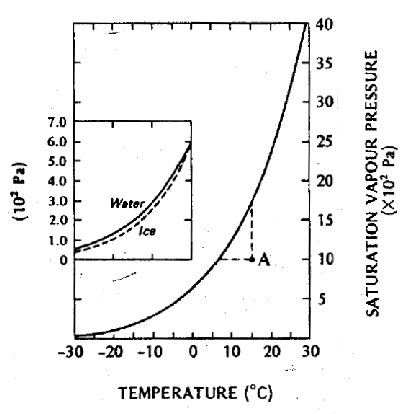 40
35
30
25
20
15
10
5
SATURATION VAPOUR PRESSURE
(X10² Pa)
7.0
6.0
5.0
4.0
3.0
2.0
1.0
0
(10² Pa)
Water
Ice
A
-30 -20 -10 0 10 20 30
TEMPERATURE (°C)